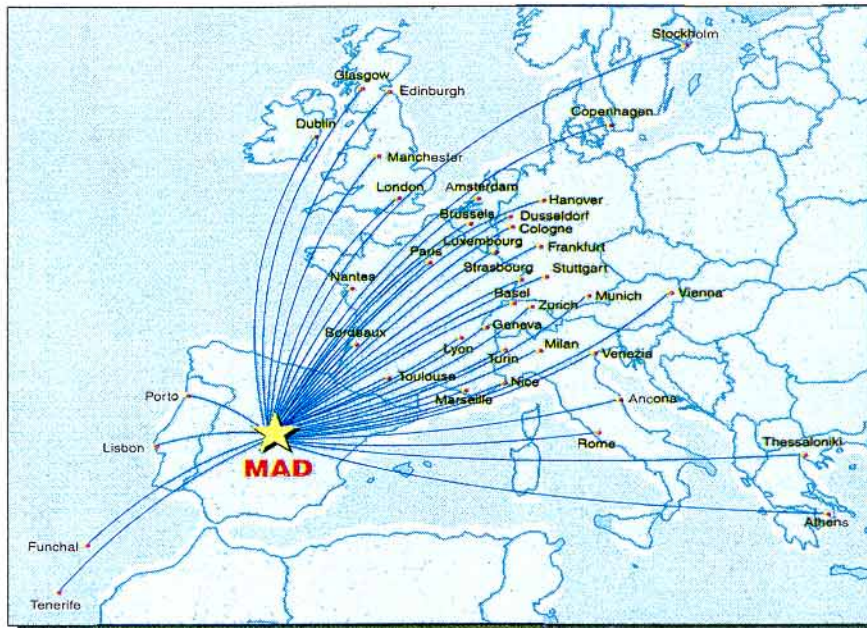 Stockholm
Glasgow
Edinburgh
Copenhagen
Dublin
Manchester
London
Amsterdam
Hanover
Brussels
Dusseldorf
Cologne
Luxembourg
Frankfurt
Paris
Strasbourg
Stuttgart
Nantes
Basel
Zurich
Munich
Vienna
Geneva
Bordeaux
Lyon
Turin
Milan
Venezia
Toulouse
Nice
Marseille
Porto
Ancona
Rome
Lisbon
Thessaloniki
MAD
Athens
Funchal
Tenerife